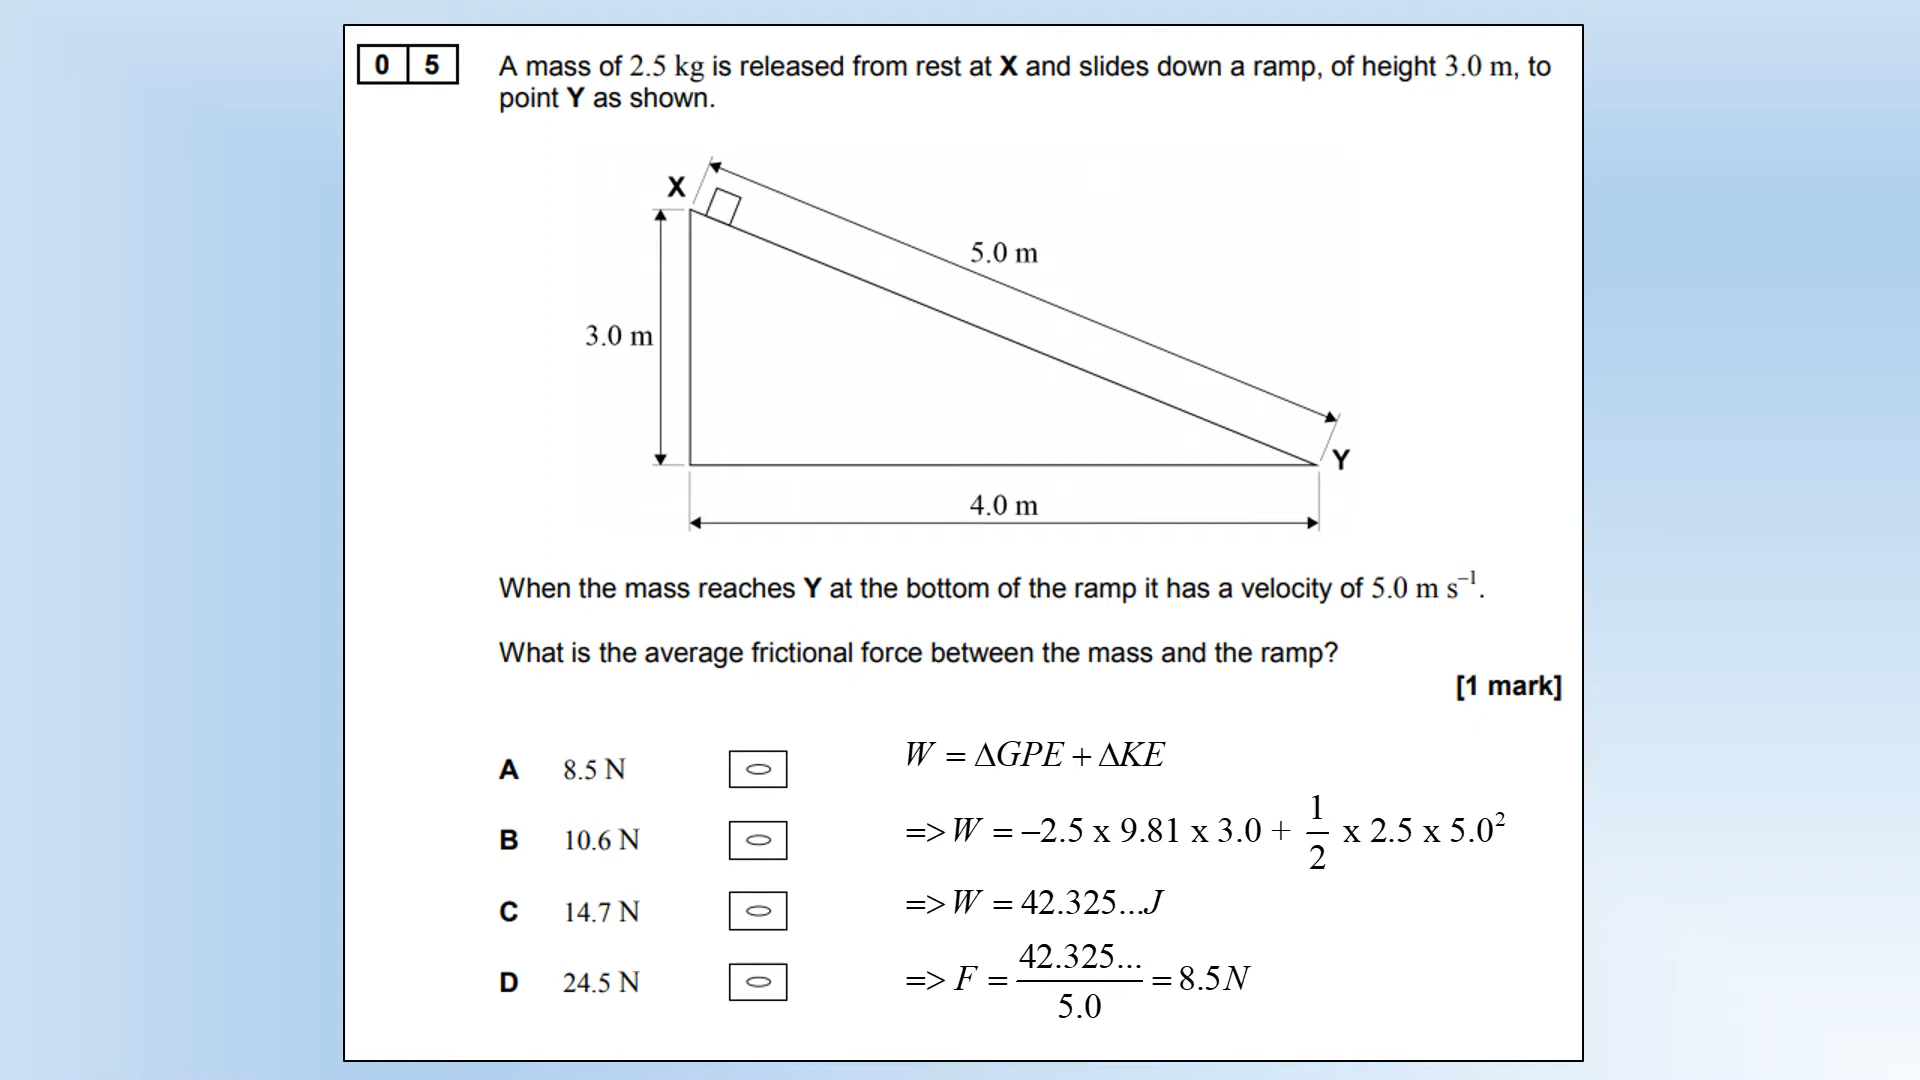 0 5
A mass of 2.5 kg is released from rest at X and slides down a ramp, of height 3.0 m, to
point Y as shown.
X
5.0 m
3.0 m
Y
4.0 m
When the mass reaches Y at the bottom of the ramp it has a velocity of 5.0 m s⁻¹.
What is the average frictional force between the mass and the ramp?
[1 mark]
A 8.5 N
B 10.6 N
C 14.7 N
D 24.5 N
W = ΔGPE + ΔKE
=> W = –2.5 x 9.81 x 3.0 + 1/2 x 2.5 x 5.0²
=> W = 42.325...J
=> F = 42.325.../5.0 = 8.5N